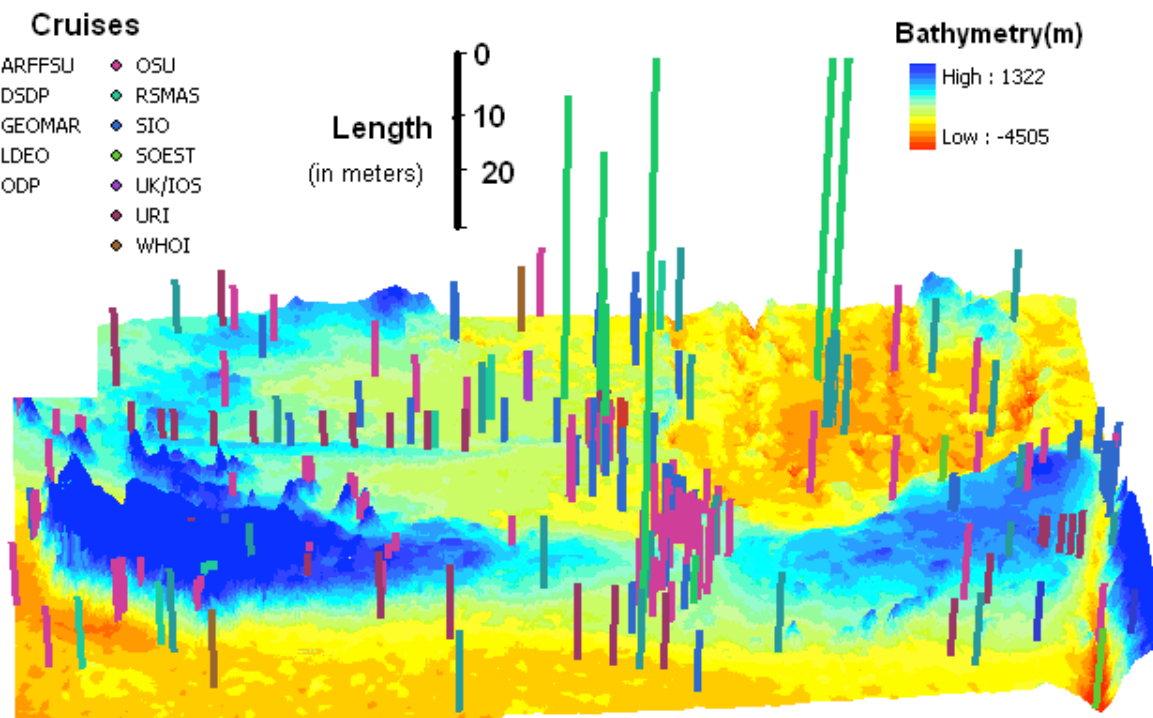 Cruises
ARFFSU
DSDP
GEOMAR
LDEO
ODP
OSU
RSMAS
SIO
SOEST
UK/IOS
URI
WHOI
Length
(in meters)
0
10
20
Bathymetry(m)
High : 1322
Low : -4505